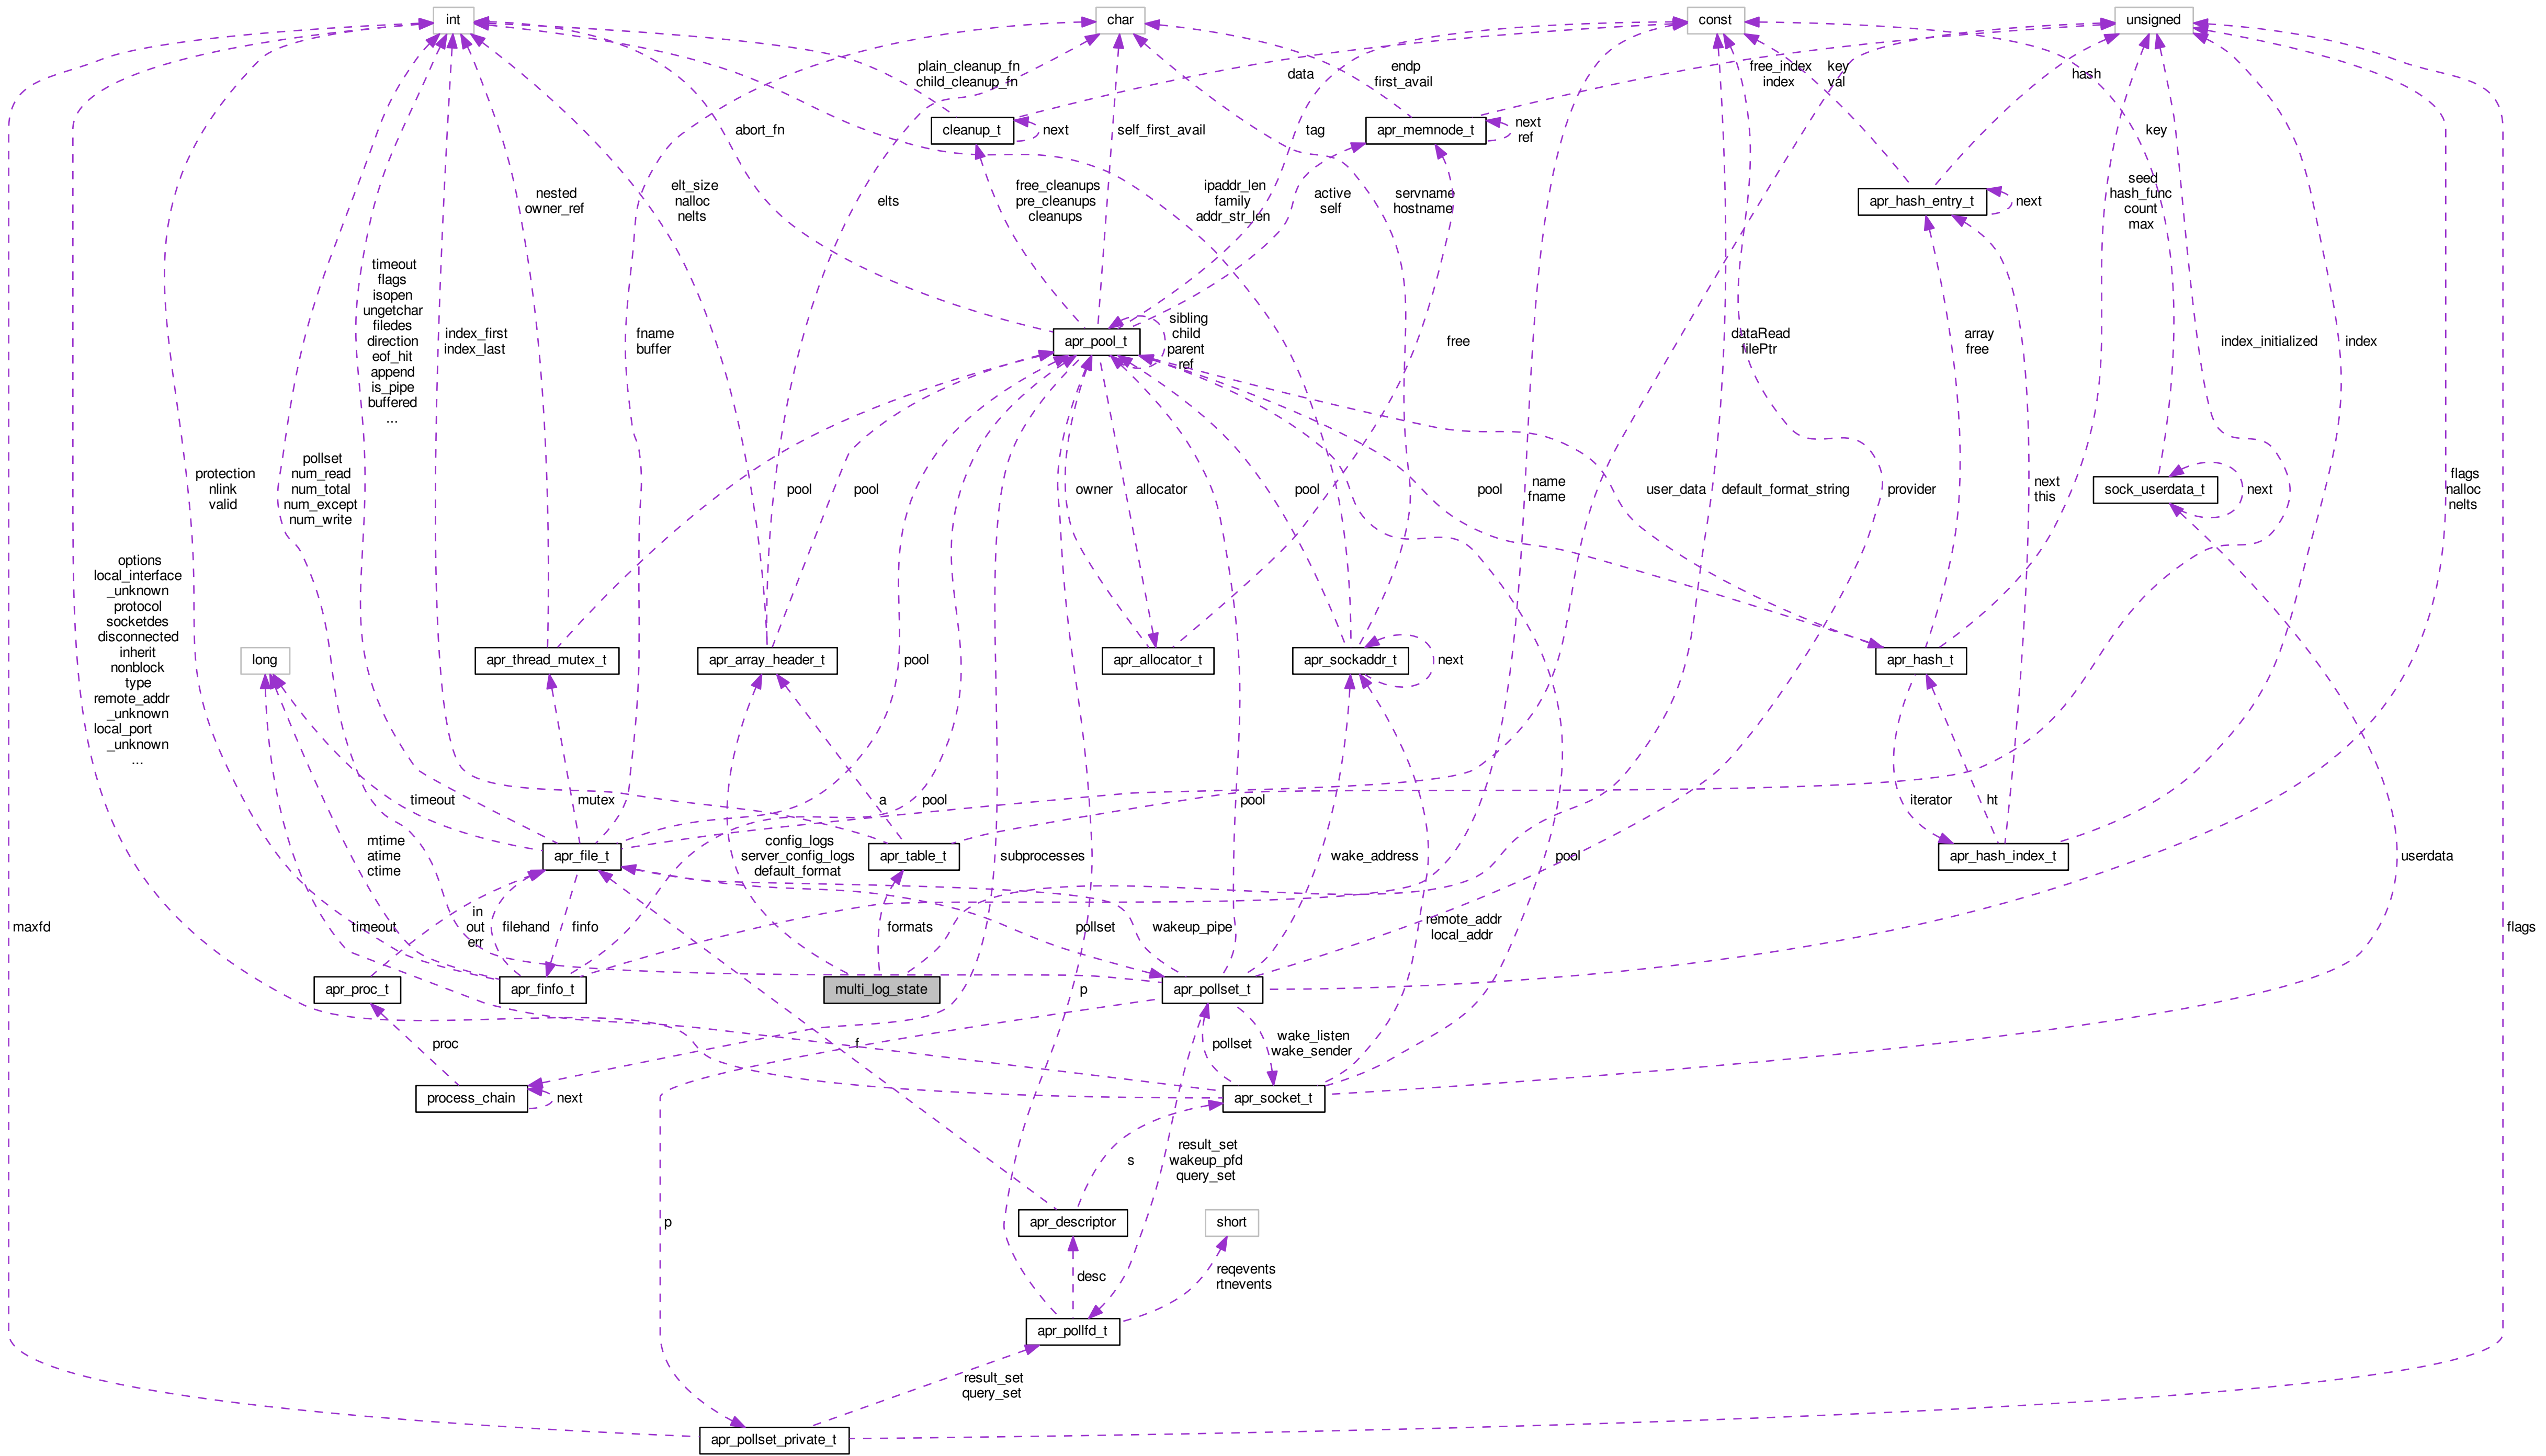 int
char
const
unsigned
plain_cleanup_fn
child_cleanup_fn
data
endp
first_avail
free_index
index
key
val
hash
abort_fn
cleanup_t
next
self_first_avail
tag
apr_memnode_t
next
ref
key
nested
owner_ref
elt_size
nalloc
nelts
elts
free_cleanups
pre_cleanups
cleanups
ipaddr_len
family
addr_str_len
active
self
servname
hostname
apr_hash_entry_t
next
seed
hash_func
count
max
timeout
flags
isopen
ungetchar
filedes
direction
eof_hit
append
is_pipe
buffered
...
index_first
index_last
fname
buffer
apr_pool_t
sibling
child
parent
ref
free
dataRead
filePtr
array
free
index_initialized
index
protection
nlink
valid
pollset
num_read
num_total
num_except
num_write
pool
pool
owner
allocator
pool
pool
name
fname
user_data
default_format_string
provider
next
this
sock_userdata_t
next
flags
nalloc
nelts
options
local_interface
_unknown
protocol
socketdes
disconnected
inherit
nonblock
type
remote_addr
_unknown
local_port
_unknown
...
long
apr_thread_mutex_t
apr_array_header_t
pool
apr_allocator_t
apr_sockaddr_t
next
apr_hash_t
timeout
mutex
a
pool
pool
iterator
ht
mtime
atime
ctime
apr_file_t
config_logs
server_config_logs
default_format
apr_table_t
subprocesses
wake_address
pool
apr_hash_index_t
userdata
maxfd
timeout
in
out
err
filehand
finfo
formats
pollset
wakeup_pipe
remote_addr
local_addr
flags
apr_proc_t
apr_finfo_t
multi_log_state
p
apr_pollset_t
proc
f
pollset
wake_listen
wake_sender
process_chain
next
apr_socket_t
s
result_set
wakeup_pfd
query_set
p
apr_descriptor
short
desc
reqevents
rtnevents
apr_pollfd_t
result_set
query_set
apr_pollset_private_t